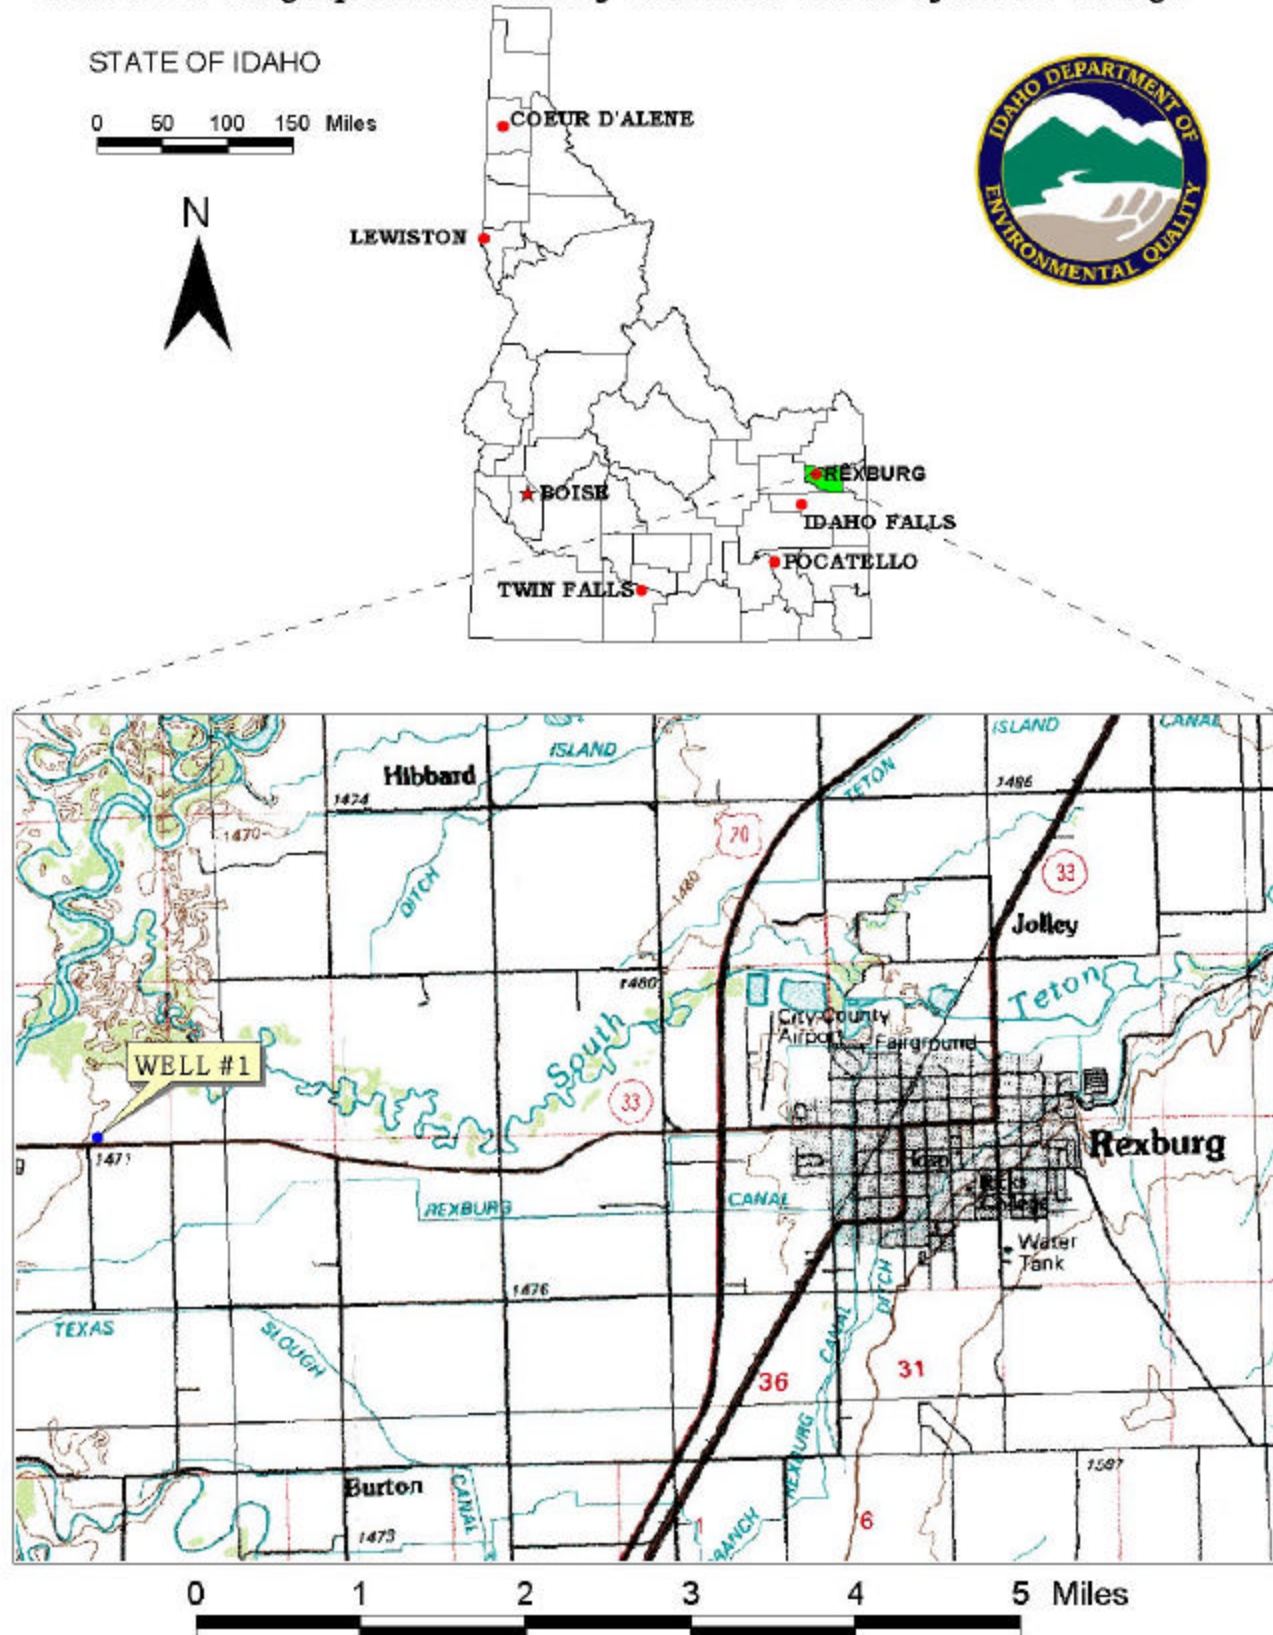 STATE OF IDAHO
0 50 100 150 Miles
N
IDAHO DEPARTMENT OF
ENVIRONMENTAL QUALITY
COEUR D'ALENE
LEWISTON
REXBURG
BOISE
IDAHO FALLS
POCATELLO
TWIN FALLS
ISLAND
CANAL
Hibbard
ISLAND
TETON
1486
1474
1470
20
33
DITCH
1480
Jolley
1480
Teton
City-County
Airport
Fairground
South
WELL #1
33
1471
Rexburg
REXBURG
CANAL
Water
Tank
1476
TEXAS
SLOUGH
DITCH
CANAL
36
31
REXBURG
1587
Burton
CANAL
1473
6
0 1 2 3 4 5 Miles